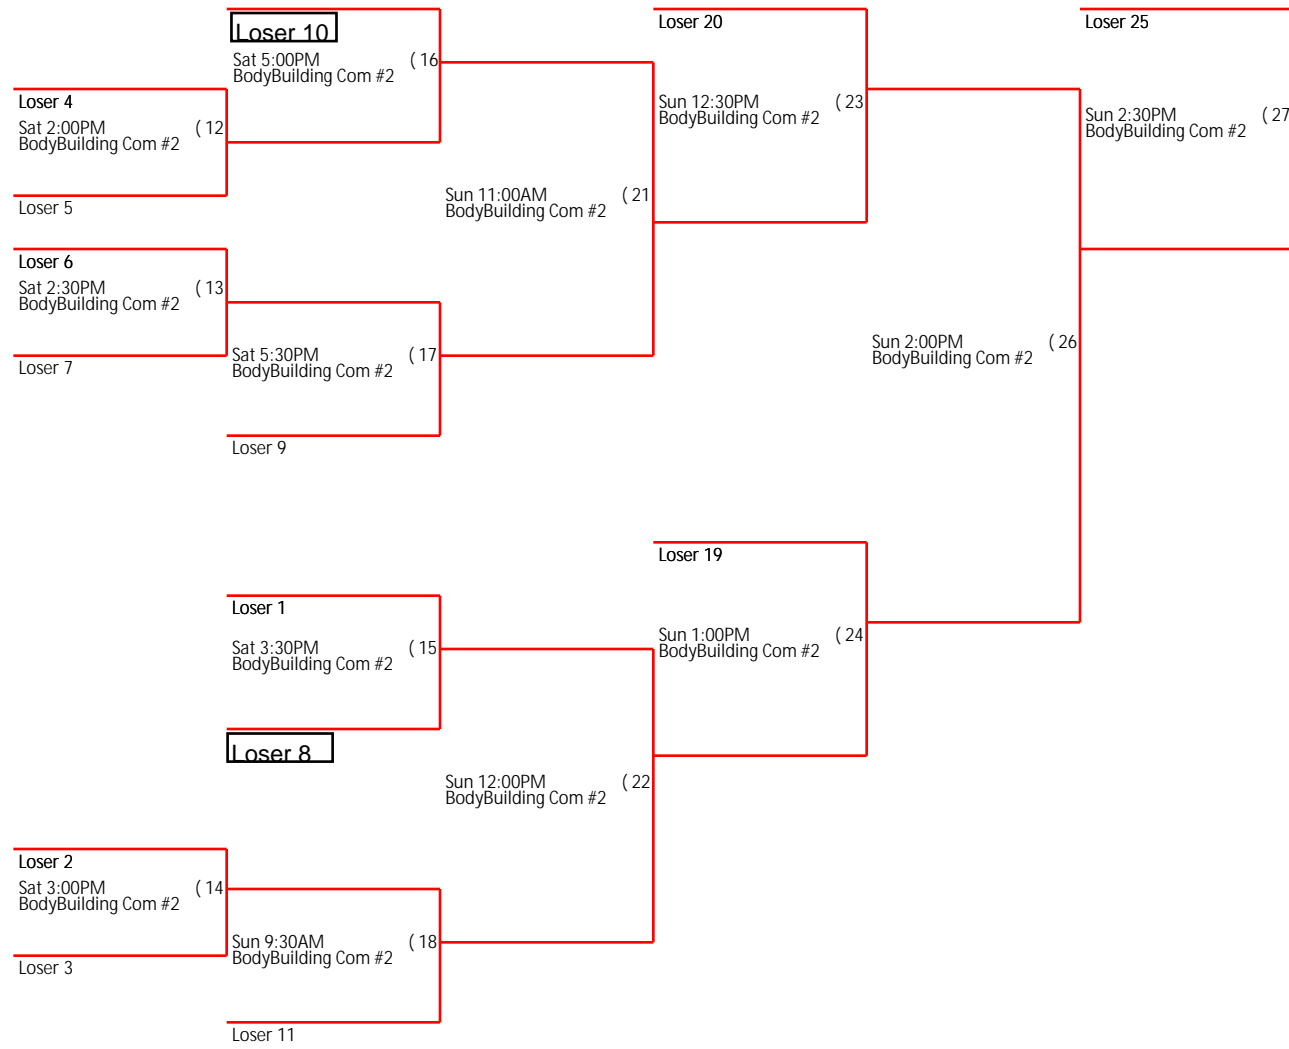 Loser 10
Sat 5:00PM ( 16
BodyBuilding Com #2
Loser 4
Sat 2:00PM ( 12
BodyBuilding Com #2
Loser 5
Loser 6
Sat 2:30PM ( 13
BodyBuilding Com #2
Loser 7
Sat 5:30PM ( 17
BodyBuilding Com #2
Loser 9
Sun 11:00AM ( 21
BodyBuilding Com #2
Loser 20
Sun 12:30PM ( 23
BodyBuilding Com #2
Loser 25
Sun 2:30PM ( 27
BodyBuilding Com #2
Sun 2:00PM ( 26
BodyBuilding Com #2
Loser 19
Sun 1:00PM ( 24
BodyBuilding Com #2
Loser 1
Sat 3:30PM ( 15
BodyBuilding Com #2
Loser 8
Sun 12:00PM ( 22
BodyBuilding Com #2
Loser 2
Sat 3:00PM ( 14
BodyBuilding Com #2
Loser 3
Sun 9:30AM ( 18
BodyBuilding Com #2
Loser 11